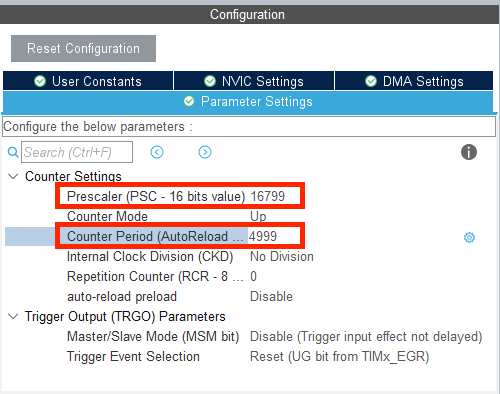 Configuration
Reset Configuration
User Constants NVIC Settings DMA Settings
Parameter Settings
Configure the below parameters :
Search (Ctrl+F)
Counter Settings
Prescaler (PSC - 16 bits value) 16799
Counter Mode Up
Counter Period (AutoReload ... 4999
Internal Clock Division (CKD) No Division
Repetition Counter (RCR - 8 ... 0
auto-reload preload Disable
Trigger Output (TRGO) Parameters
Master/Slave Mode (MSM bit) Disable (Trigger input effect not delayed)
Trigger Event Selection Reset (UG bit from TIMx_EGR)